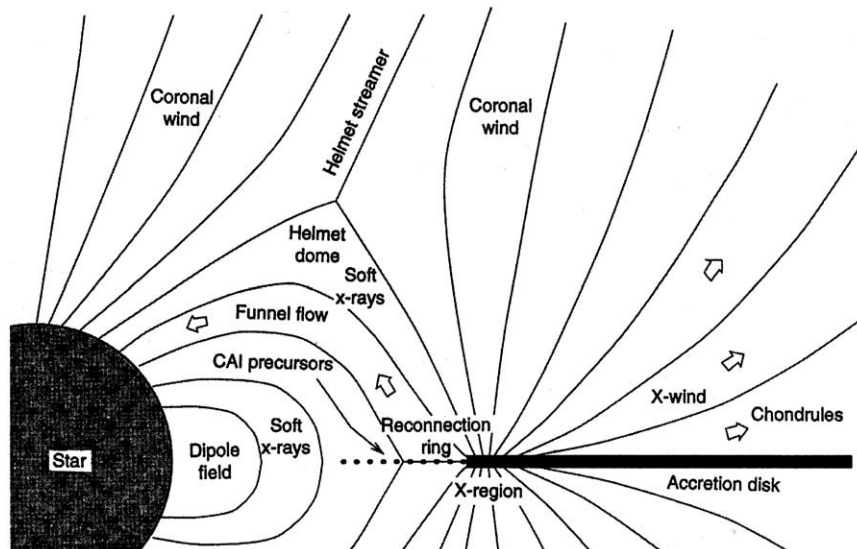 Coronal
wind
Helmet streamer
Coronal
wind
Helmet
dome
Soft
x-rays
Funnel flow
CAI precursors
X-wind
Chondrules
Reconnection
ring
Soft
x-rays
Dipole
field
Star
X-region
Accretion disk